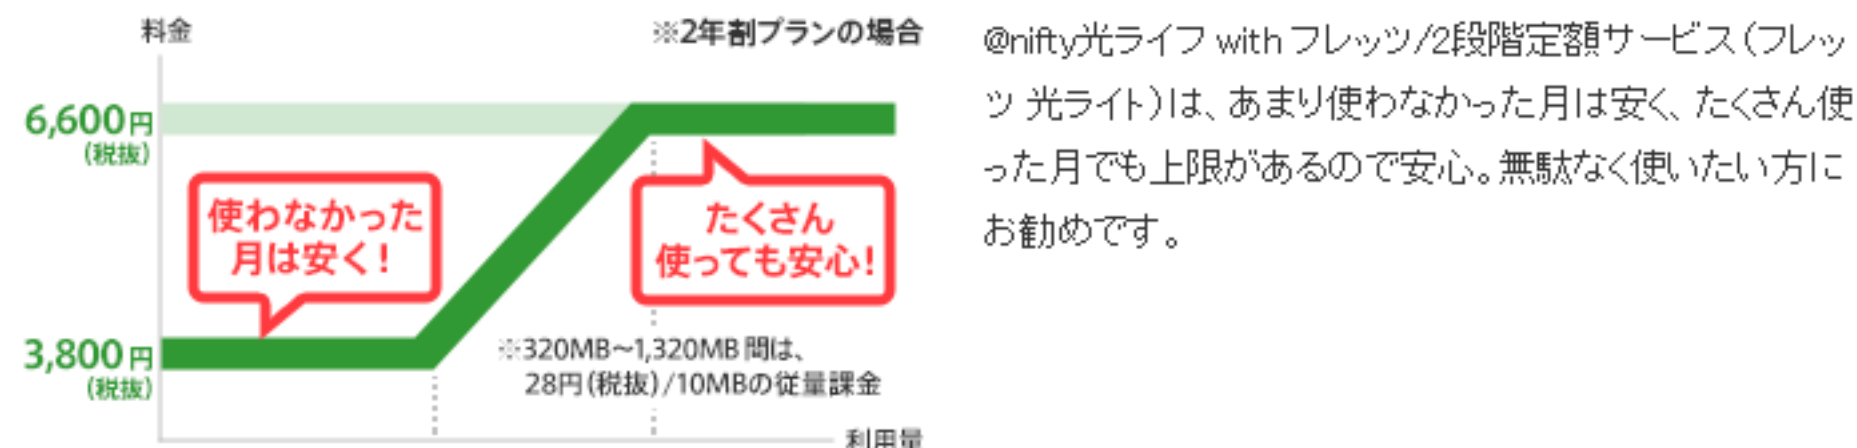 料金
※2年割プランの場合
6,600円
(税抜)
使わなかった
月は安く!
たくさん
使っても安心!
3,800円
(税抜)
※320MB～1,320MB間は、
28円(税抜)/10MBの従量課金
利用量
@nifty光ライフ with フレッツ/2段階定額サービス(フレッ
ツ 光ライト)は、あまり使わなかった月は安く、たくさん使
った月でも上限があるので安心。無駄なく使いたい方に
お勧めです。